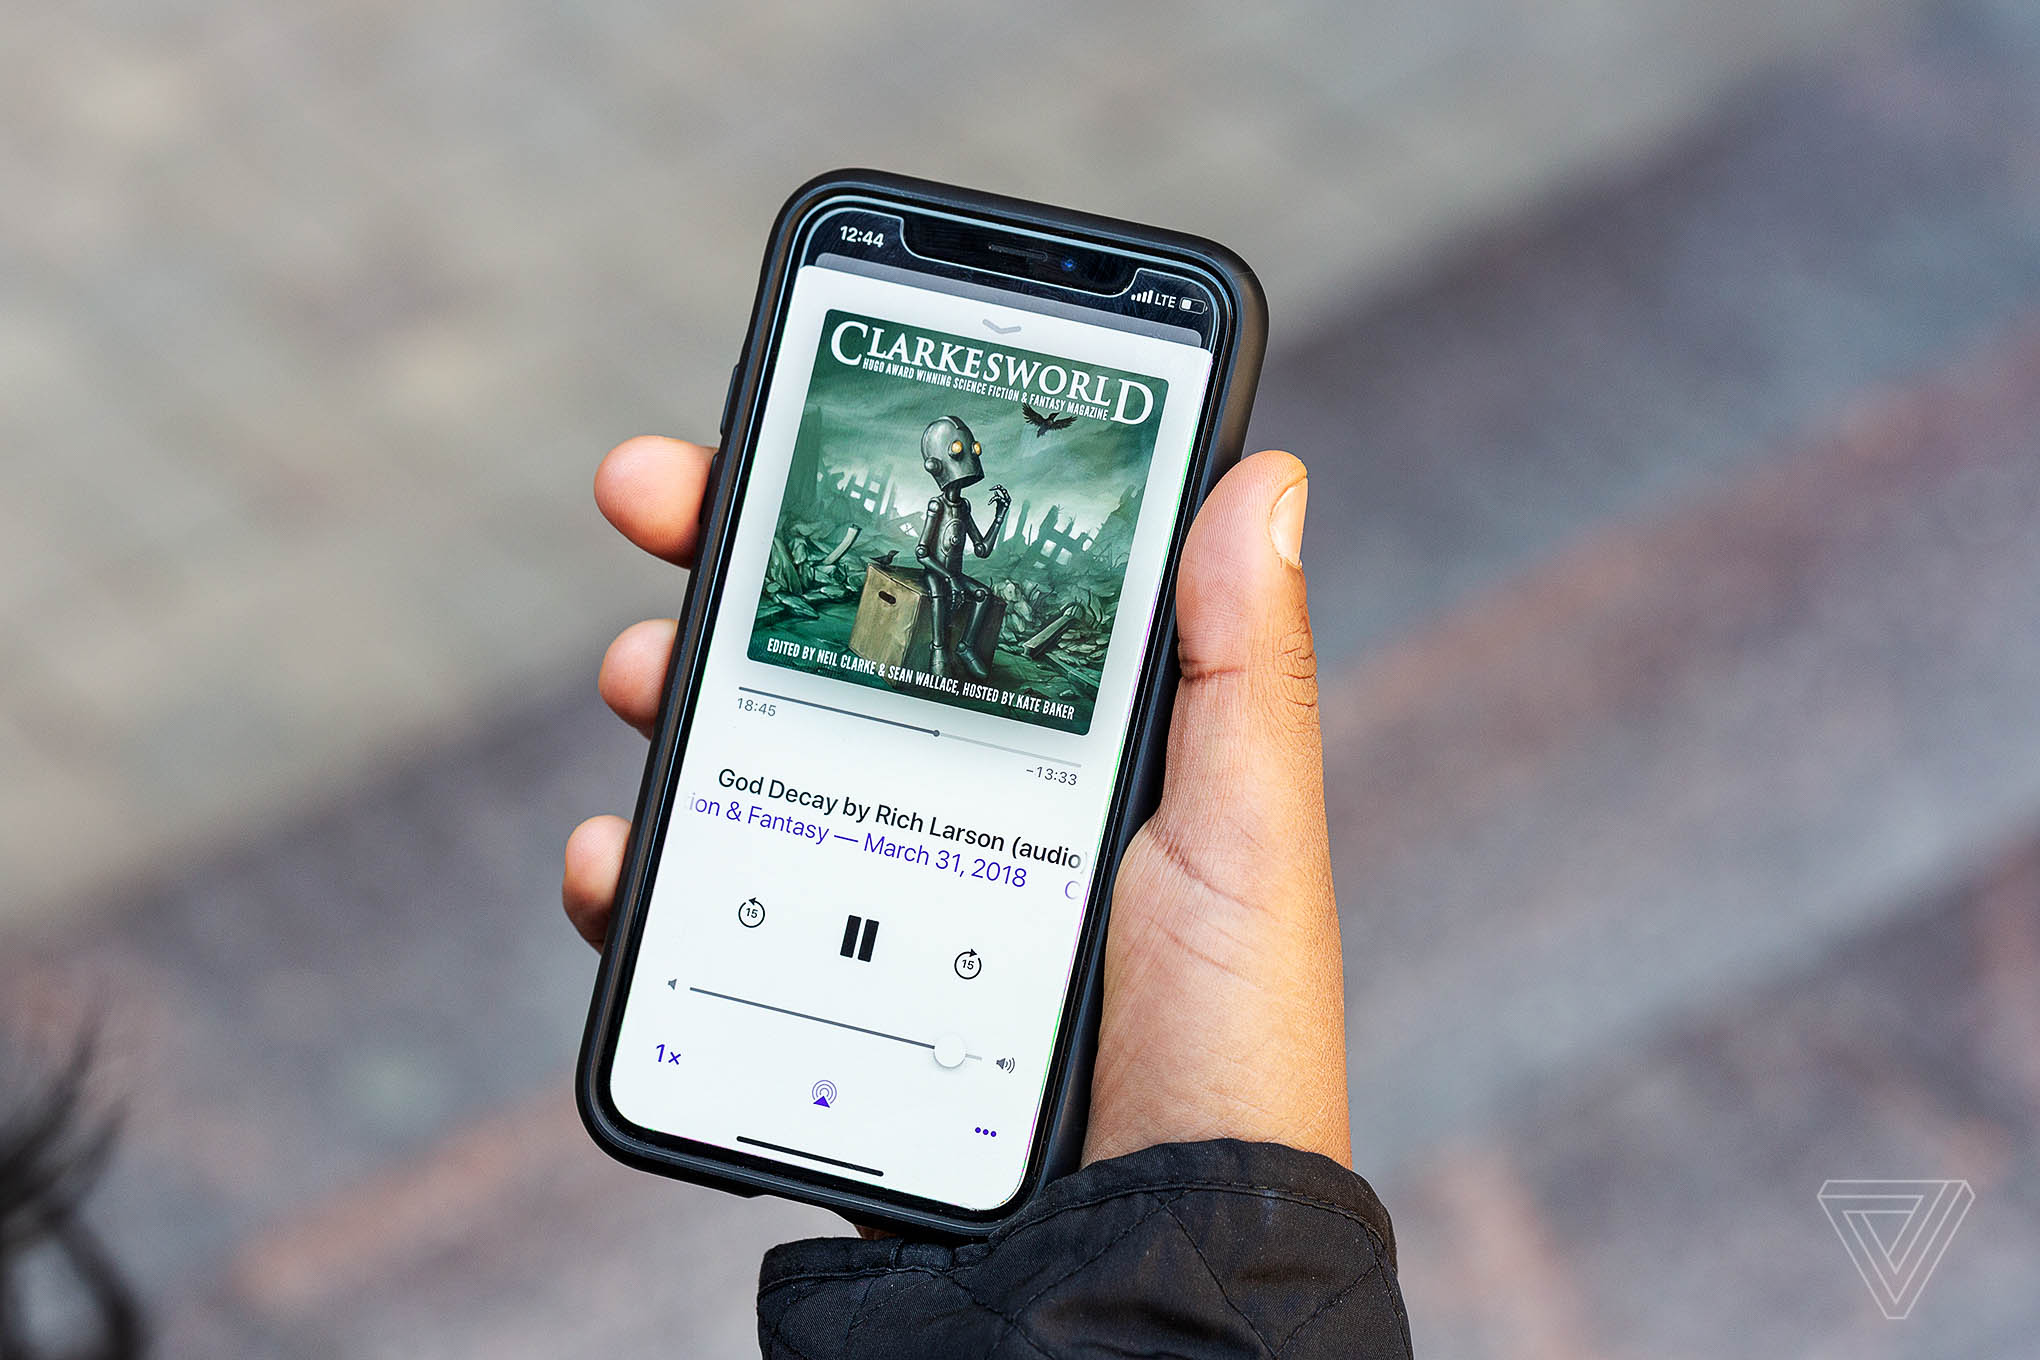 12:44
LTE
CLARKESWORLD
HUGO AWARD WINNING SCIENCE FICTION & FANTASY MAGAZINE
EDITED BY NEIL CLARKE & SEAN WALLACE, HOSTED BY KATE BAKER
18:45
-13:33
God Decay by Rich Larson (audio)
ion & Fantasy — March 31, 2018 C
15
15
1×